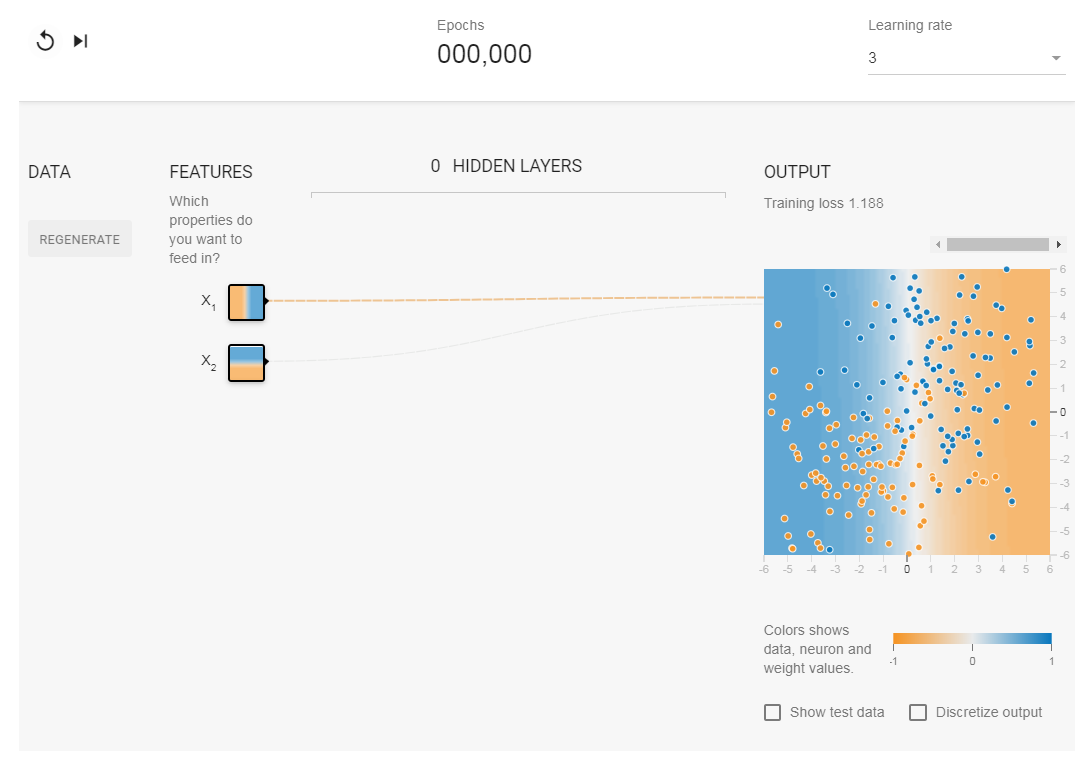 Epochs
000,000
Learning rate
3
DATA
REGENERATE
FEATURES
Which
properties do
you want to
feed in?
X1
X2
0 HIDDEN LAYERS
OUTPUT
Training loss 1.188
6
5
4
3
2
1
0
-1
-2
-3
-4
-5
-6
-6 -5 -4 -3 -2 -1 0 1 2 3 4 5 6
Colors shows
data, neuron and
weight values.
-1 0 1
Show test data
Discretize output